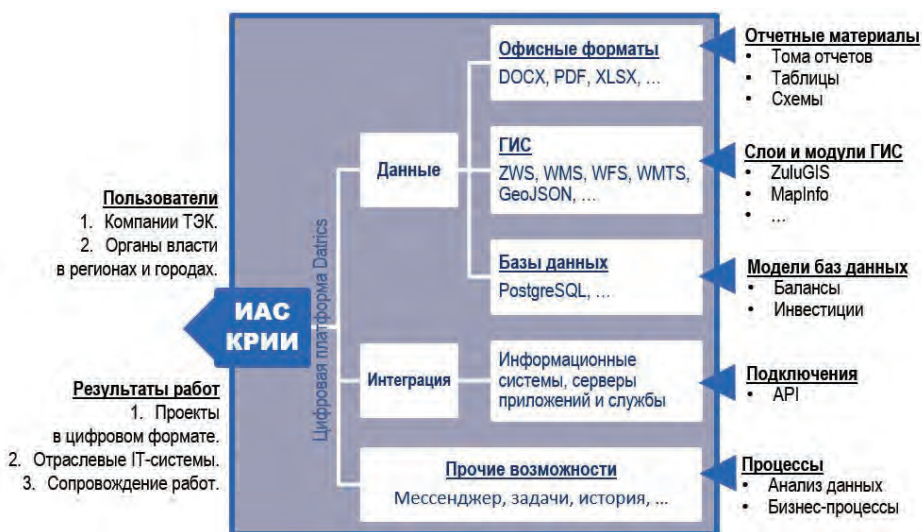 Пользователи
1. Компании ТЭК.
2. Органы власти
в регионах и городах.
ИАС
КРИИ
Результаты работ
1. Проекты
в цифровом формате.
2. Отраслевые IT-системы.
3. Сопровождение работ.
Цифровая платформа Datrics
Данные
Офисные форматы
DOCX, PDF, XLSX, ...
ГИС
ZWS, WMS, WFS, WMTS,
GeoJSON, ...
Базы данных
PostgreSQL, ...
Интеграция
Информационные
системы, серверы
приложений и службы
Прочие возможности
Мессенджер, задачи, история, ...
Отчетные материалы
• Тома отчетов
• Таблицы
• Схемы
Слои и модули ГИС
• ZuluGIS
• MapInfo
• ...
Модели баз данных
• Балансы
• Инвестиции
Подключения
• API
Процессы
• Анализ данных
• Бизнес-процессы